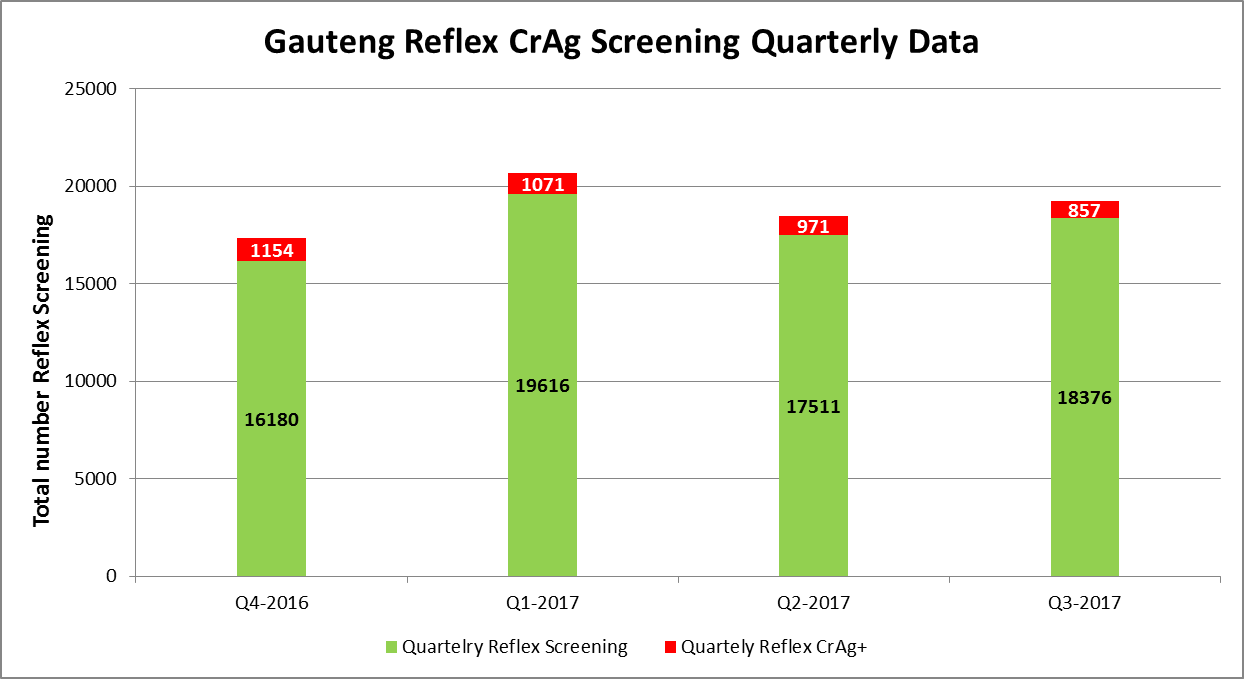 Gauteng Reflex CrAg Screening Quarterly Data
Total number Reflex Screening
25000
20000
15000
10000
5000
0
1154
1071
971
857
16180
19616
17511
18376
Q4-2016
Q1-2017
Q2-2017
Q3-2017
Quartelry Reflex Screening
Quartely Reflex CrAg+